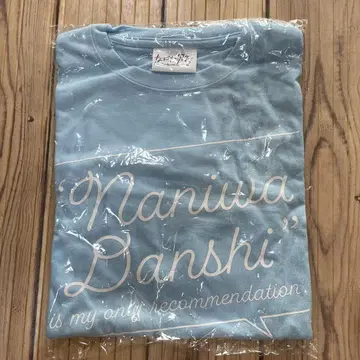 "Naniwa
Danshi"
is my only recommendation